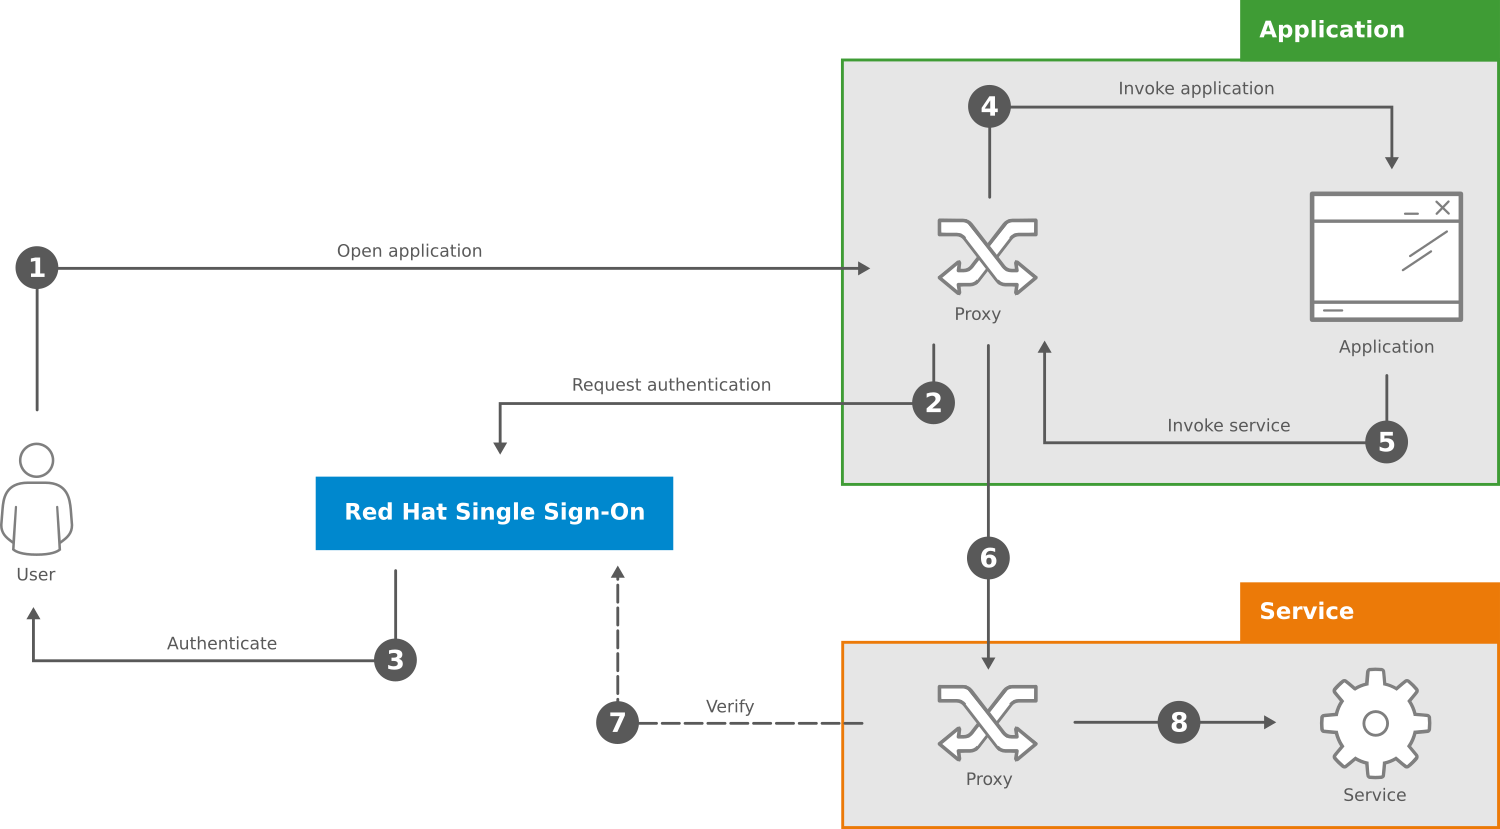 Application
4
Invoke application
1
Open application
Proxy
Application
Request authentication
2
Invoke service
5
Red Hat Single Sign-On
User
6
Service
Authenticate
3
Verify
7
8
Proxy
Service